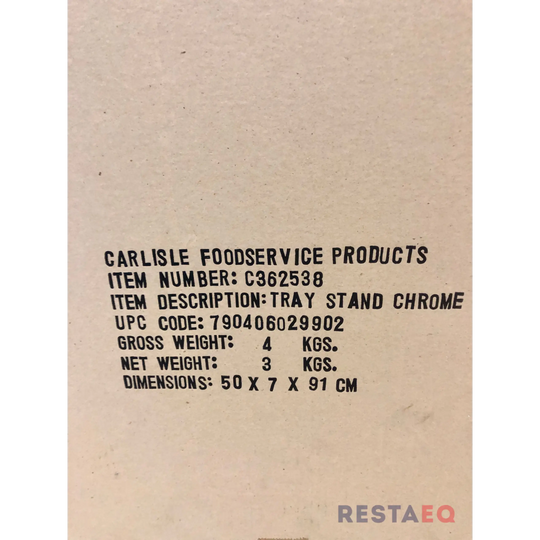 CARLISLE FOODSERVICE PRODUCTS
ITEM NUMBER: C362538
ITEM DESCRIPTION: TRAY STAND CHROME
UPC CODE: 790406029902
GROSS WEIGHT: 4 KGS.
NET WEIGHT: 3 KGS.
DIMENSIONS: 50 X 7 X 91 CM
RESTAEQ